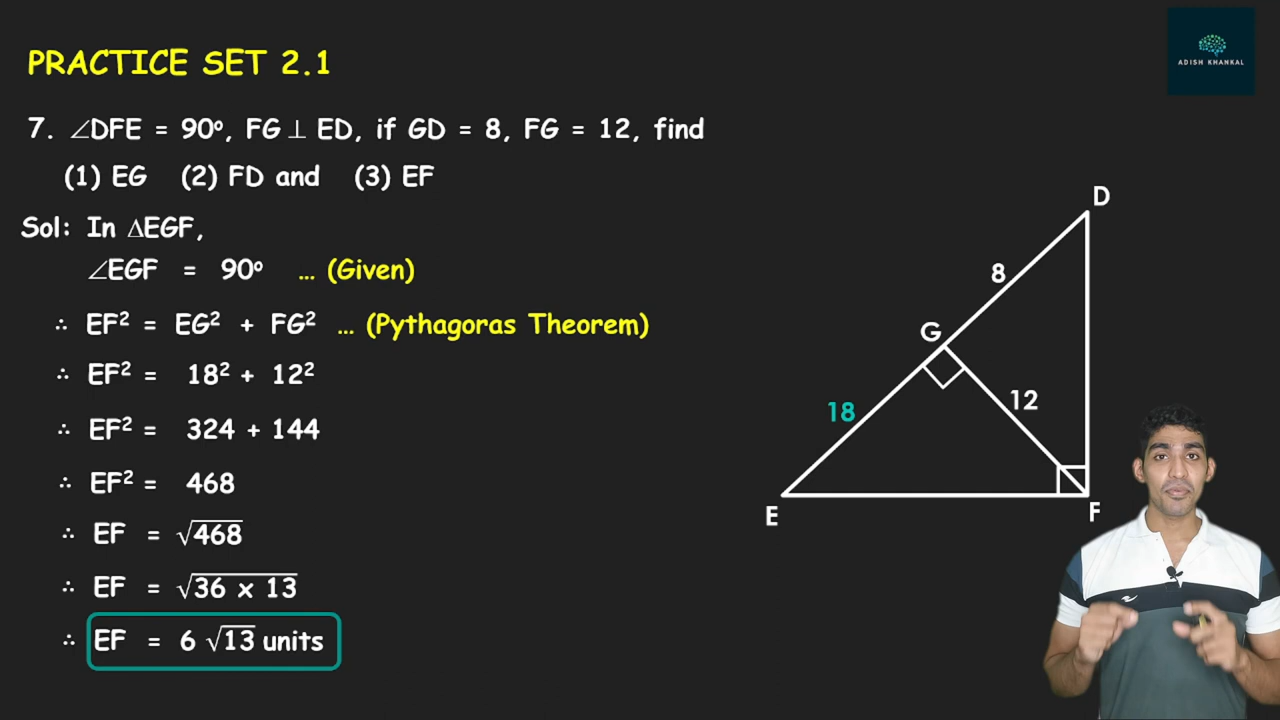 PRACTICE SET 2.1
ADISH KHANKAL
7. ∠DFE = 90°, FG ⊥ ED, if GD = 8, FG = 12, find
(1) EG (2) FD and (3) EF
Sol: In ∆EGF,
∠EGF = 90° ... (Given)
∴ EF² = EG² + FG² ... (Pythagoras Theorem)
∴ EF² = 18² + 12²
∴ EF² = 324 + 144
∴ EF² = 468
∴ EF = √468
∴ EF = √36 x 13
∴ EF = 6 √13 units
D
8
G
12
18
E
F